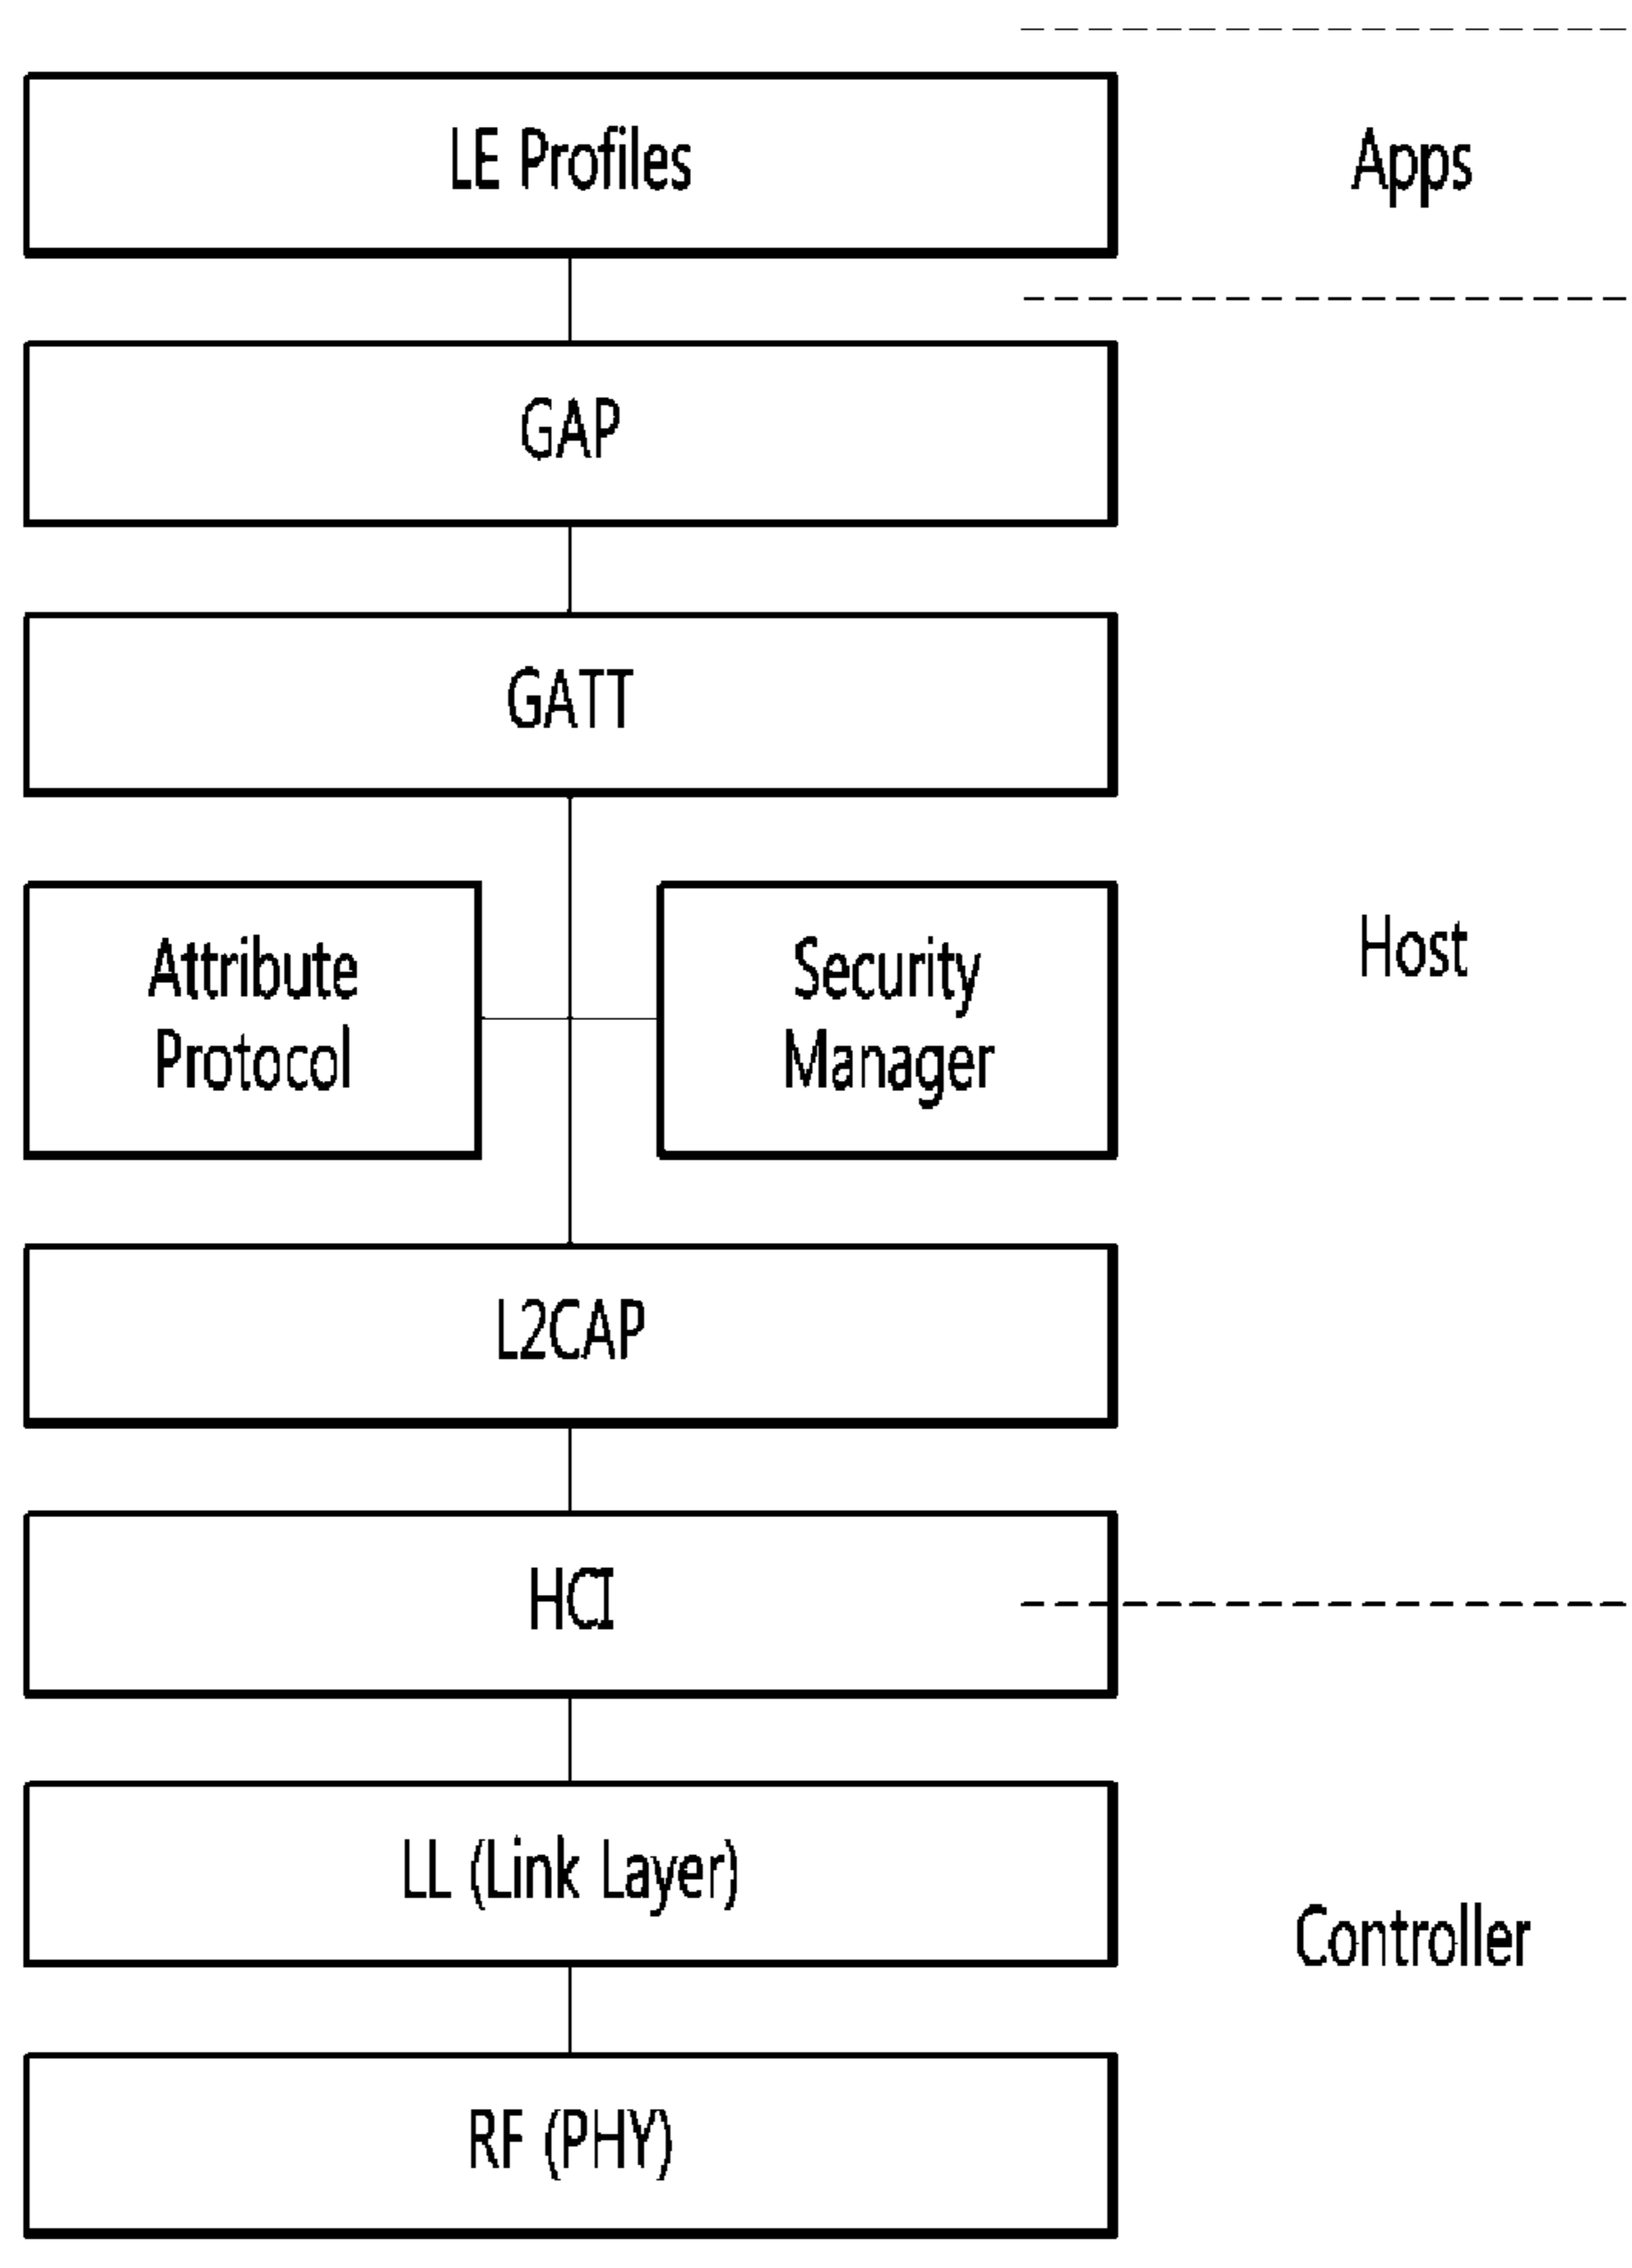 LE Profiles
Apps
GAP
GATT
Attribute
Protocol
Security
Manager
Host
L2CAP
HCI
LL (Link Layer)
Controller
RF (PHY)